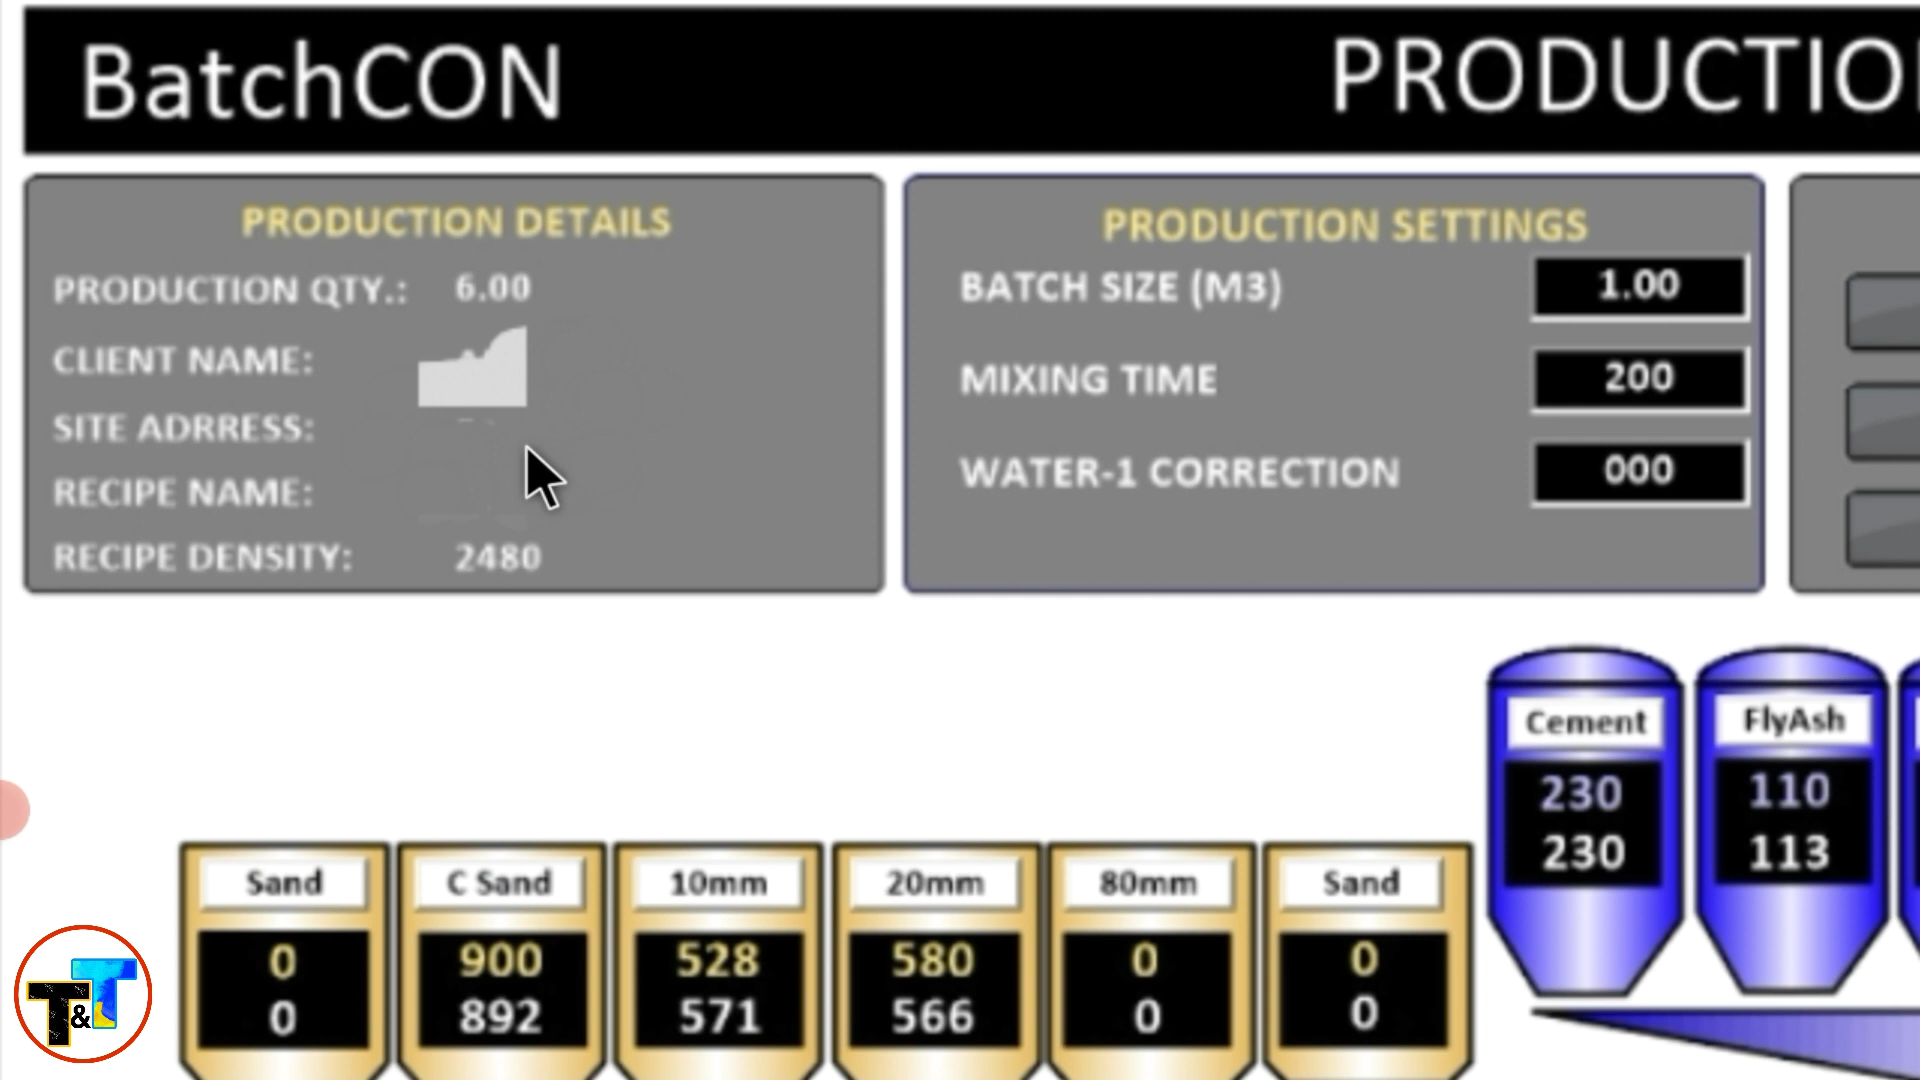 BatchCON
PRODUCTIO
PRODUCTION DETAILS
PRODUCTION QTY.: 6.00
CLIENT NAME:
SITE ADRRESS:
RECIPE NAME:
RECIPE DENSITY: 2480
PRODUCTION SETTINGS
BATCH SIZE (M3) 1.00
MIXING TIME 200
WATER-1 CORRECTION 000
Cement
230
230
FlyAsh
110
113
Sand
0
0
C Sand
900
892
10mm
528
571
20mm
580
566
80mm
0
0
Sand
0
0
T&T